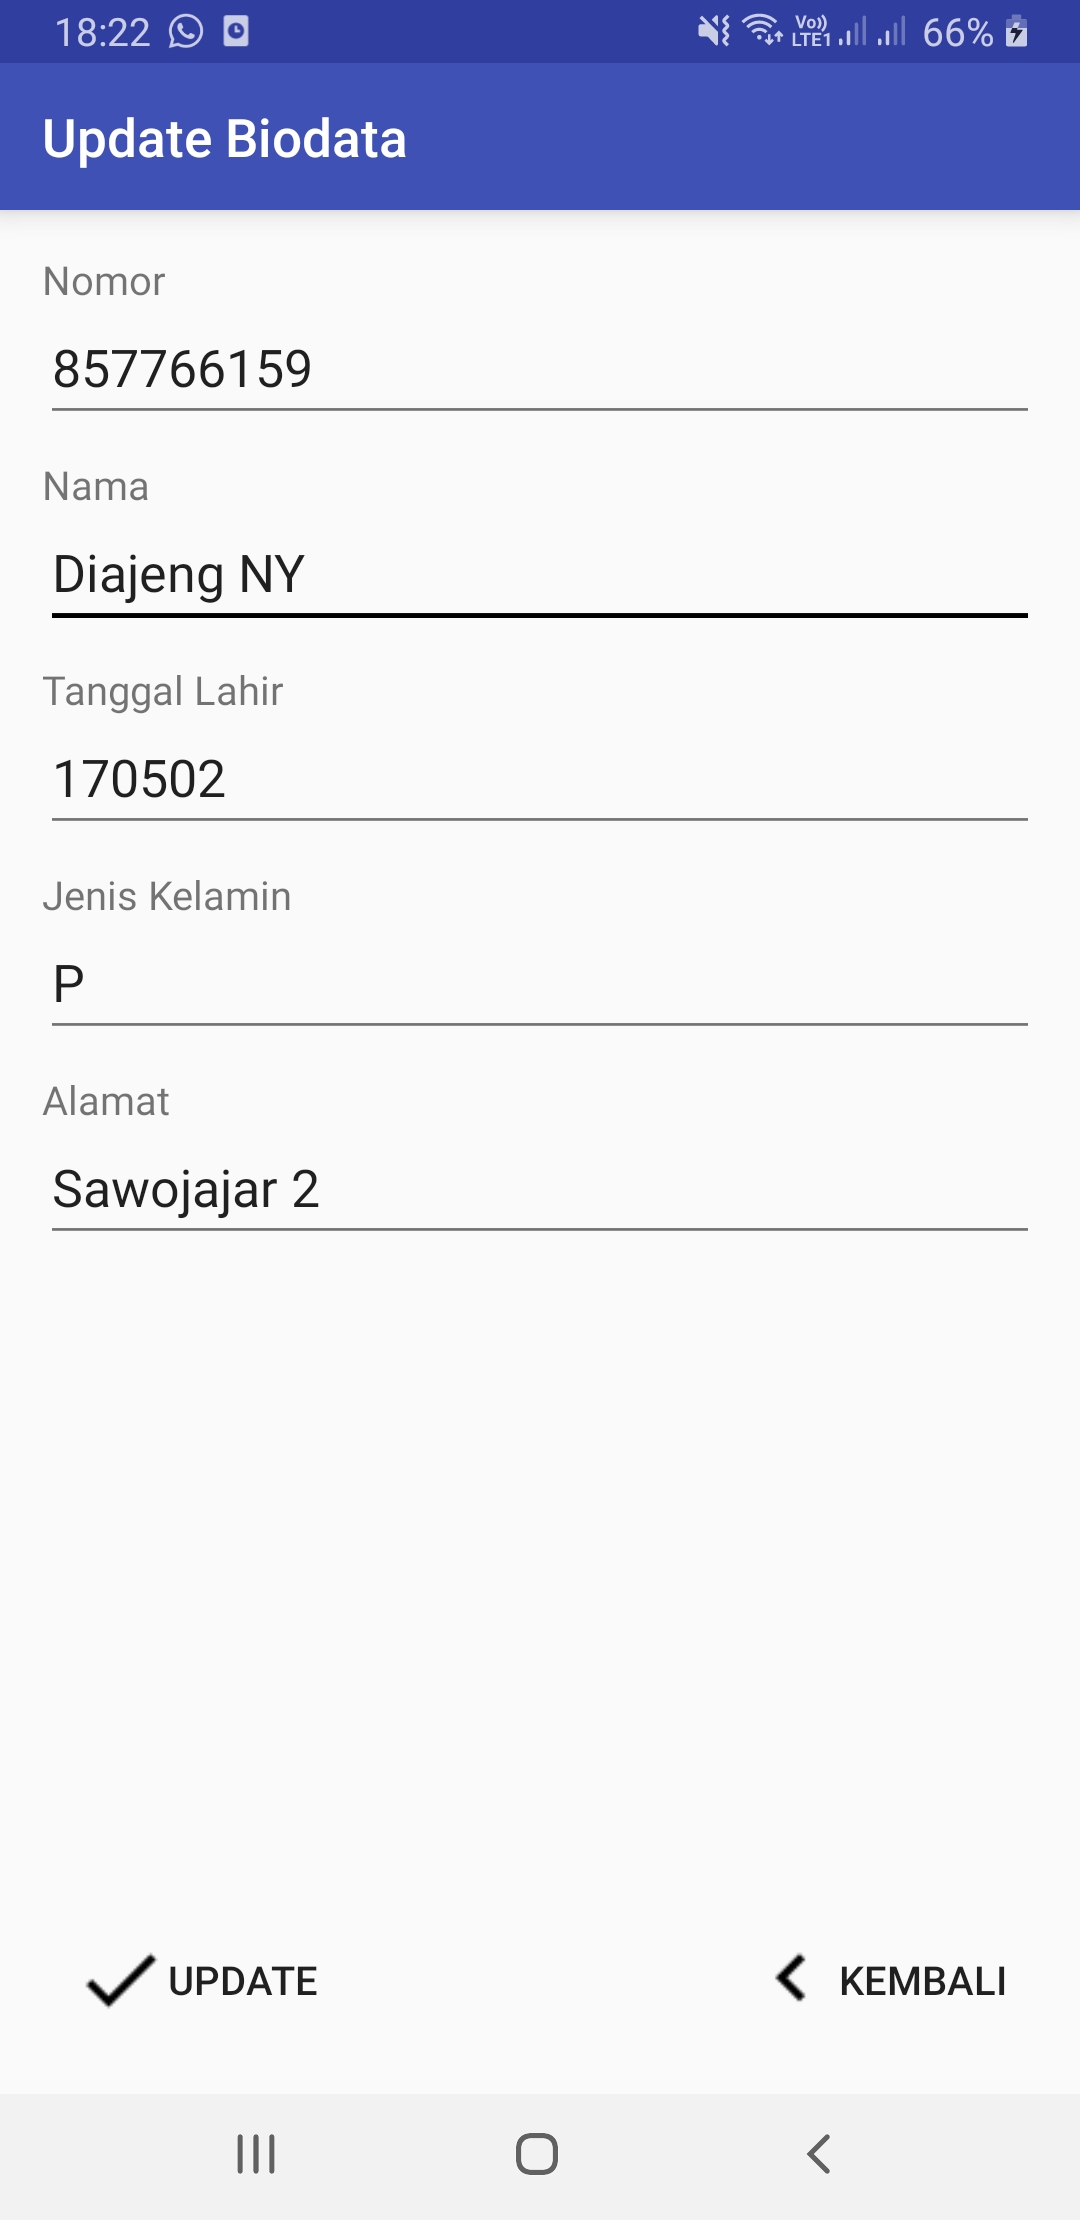 18:22 Vo)) LTE1 66%
Update Biodata
Nomor
857766159
Nama
Diajeng NY
Tanggal Lahir
170502
Jenis Kelamin
P
Alamat
Sawojajar 2
UPDATE KEMBALI